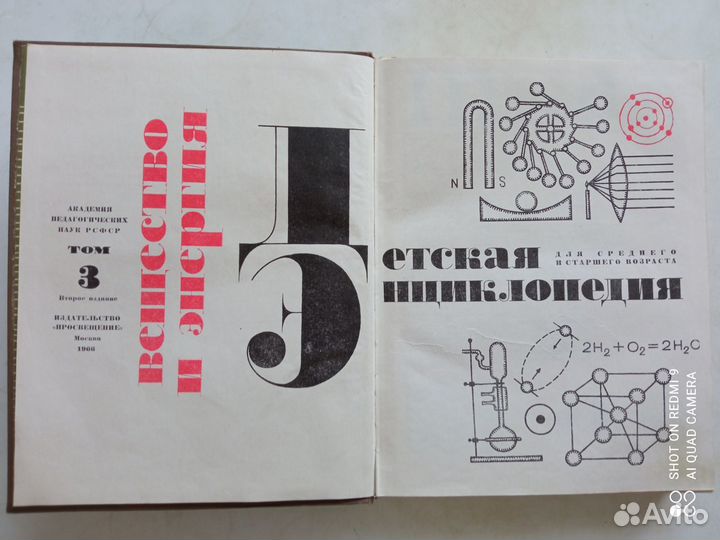 АКАДЕМИЯ
ПЕДАГОГИЧЕСКИХ
НАУК РСФСР
ТОМ
3
Второе издание
ИЗДАТЕЛЬСТВО
«ПРОСВЕЩЕНИЕ»
Москва
1966
ВЕЩЕСТВО
И ЭНЕРГИЯ
N S
Детская
Энциклопедия
ДЛЯ СРЕДНЕГО
И СТАРШЕГО ВОЗРАСТА
2H₂+O₂=2H₂O
SHOT ON REDMI 9
AI QUAD CAMERA
Avito